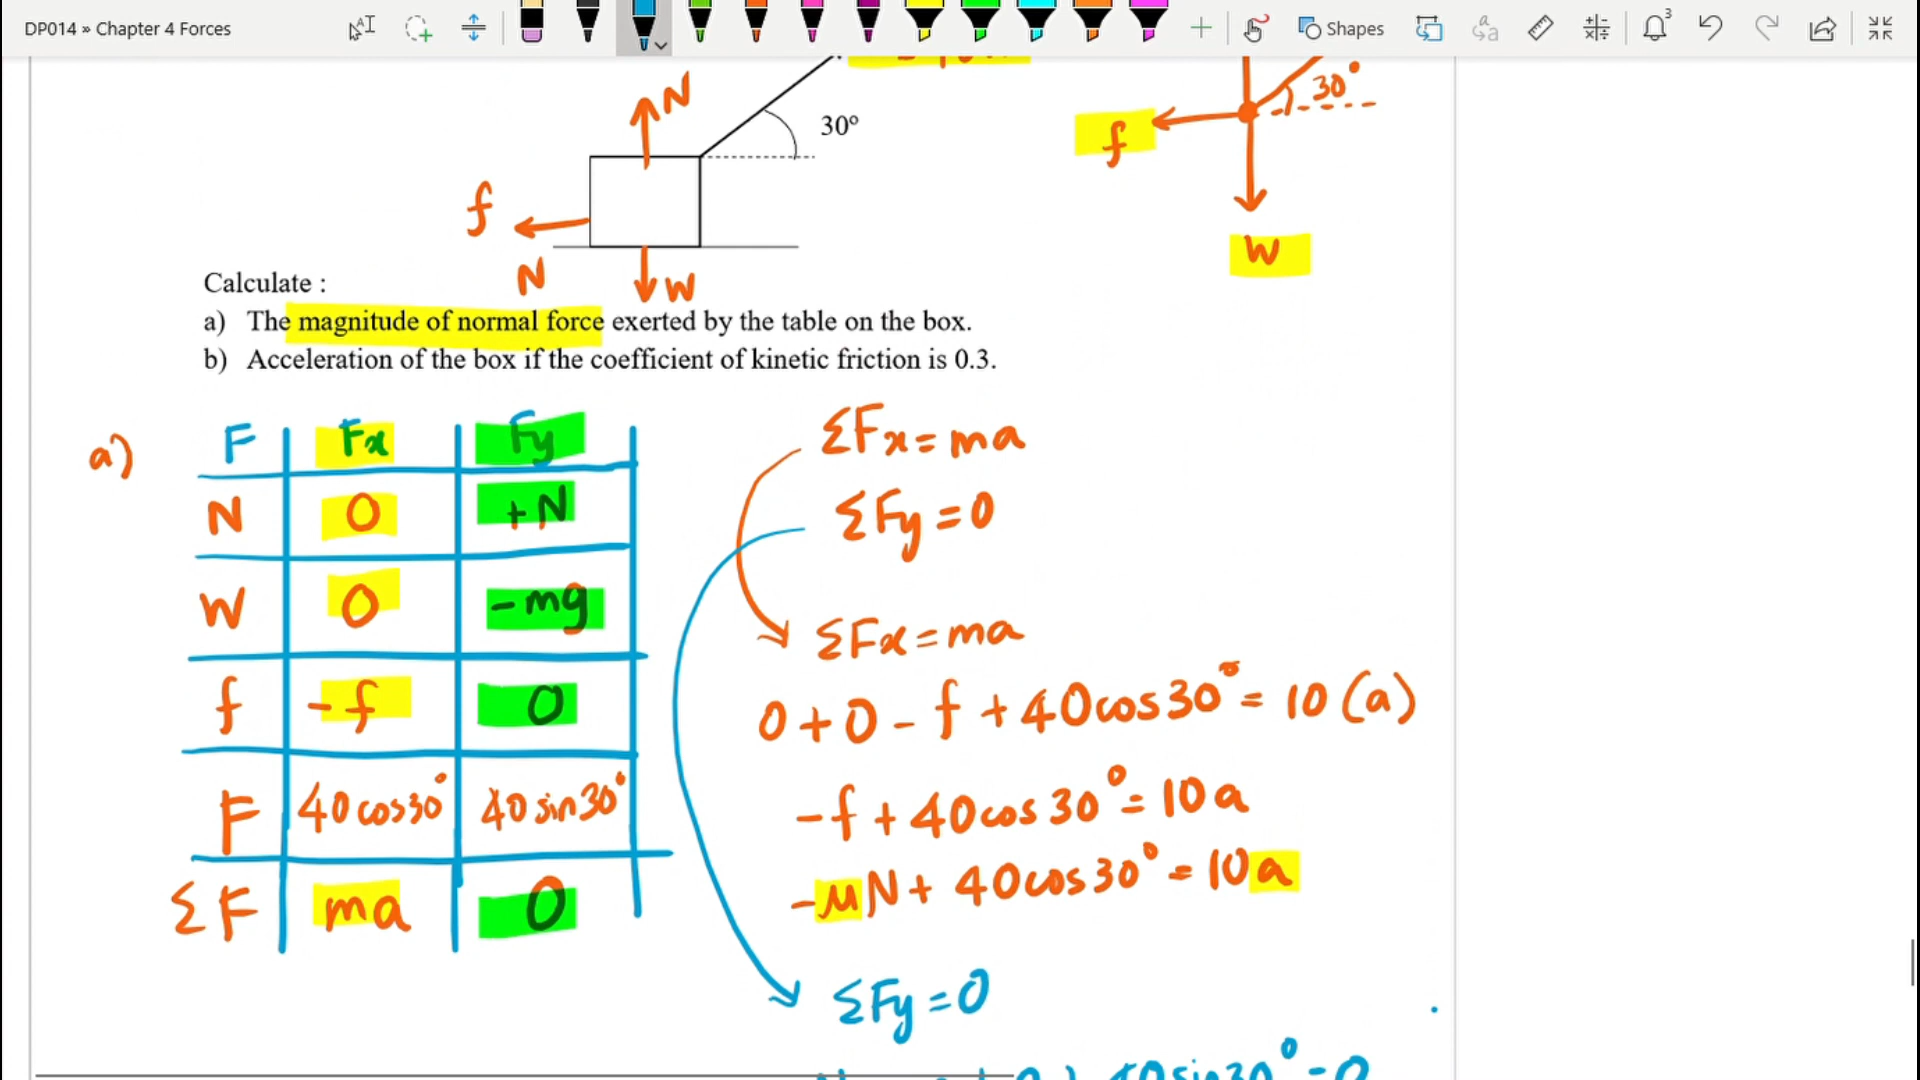 DP014 » Chapter 4 Forces
Shapes
3
N
30°
f
N
W
30°
f
W
Calculate :
a) The magnitude of normal force exerted by the table on the box.
b) Acceleration of the box if the coefficient of kinetic friction is 0.3.
a)
F Fx Fy
N 0 +N
W 0 -mg
f -f 0
F 40cos30° 40sin30°
ΣF ma 0
ΣFx = ma
ΣFy = 0
ΣFx = ma
0 + 0 - f + 40cos30° = 10(a)
-f + 40cos30° = 10a
-μN + 40cos30° = 10a
ΣFy = 0
40sin30° = 0